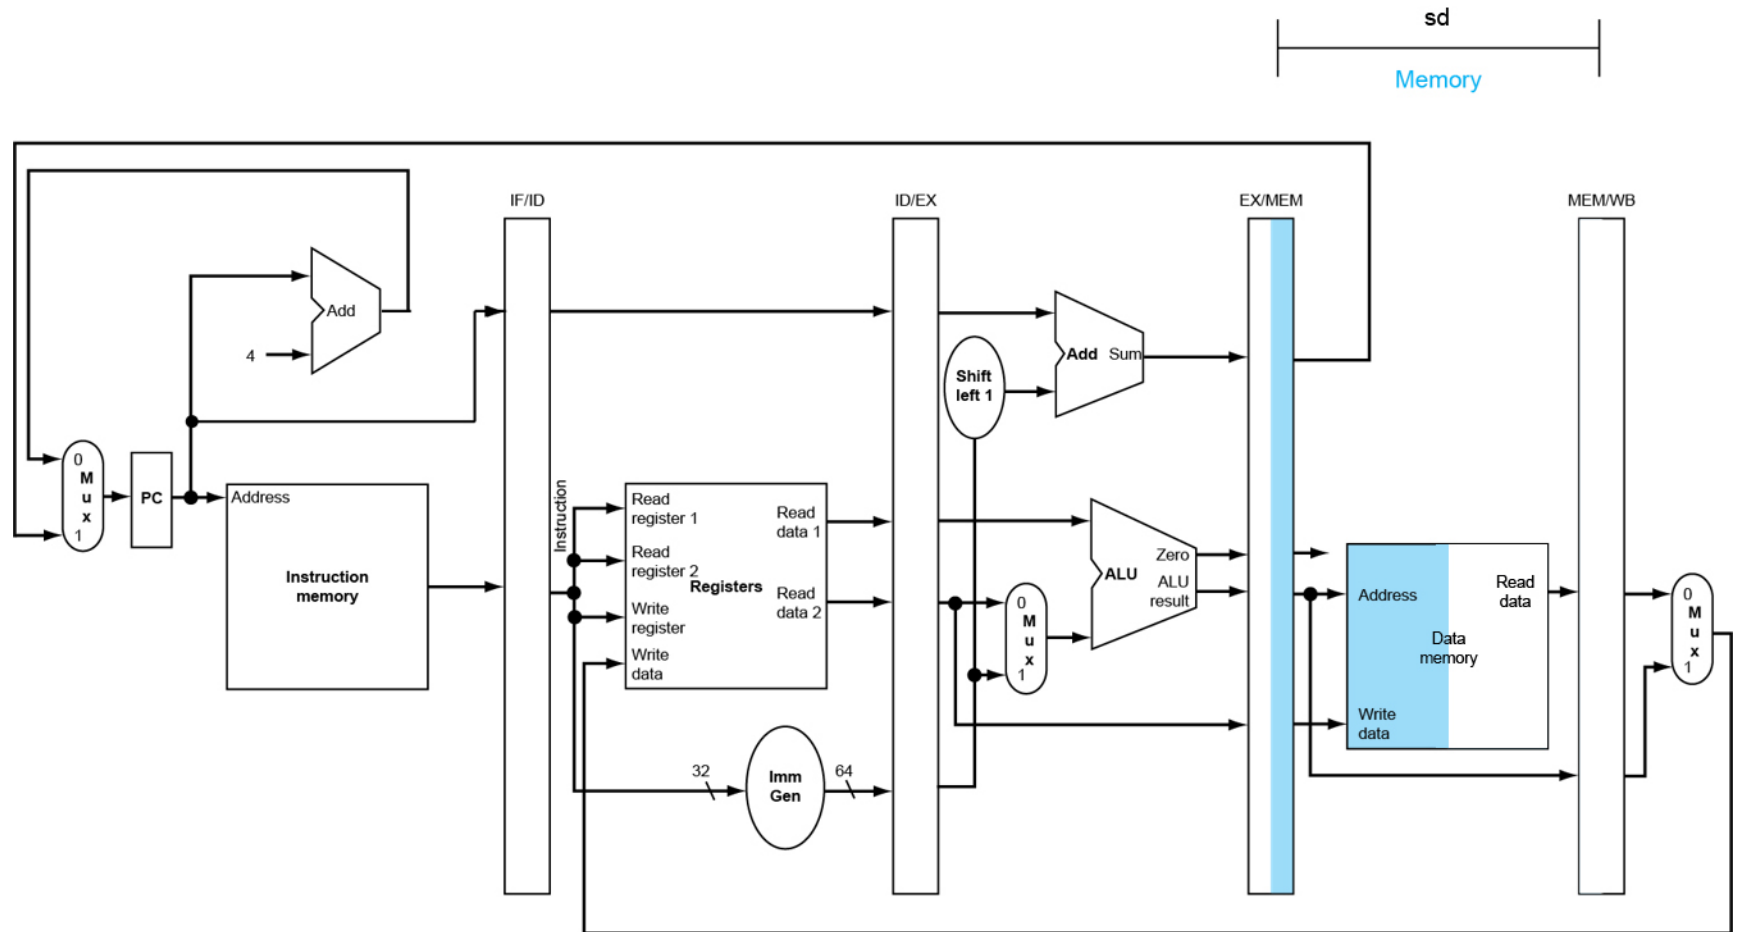 sd
Memory
IF/ID
ID/EX
EX/MEM
MEM/WB
Add
4
Add Sum
Shift
left 1
0
M
u
x
1
PC
Address
Instruction
memory
Instruction
Read
register 1
Read
register 2
Registers
Write
register
Write
data
Read
data 1
Read
data 2
0
M
u
x
1
Zero
ALU
ALU
result
Address
Read
data
Data
memory
Write
data
0
M
u
x
1
32
Imm
Gen
64